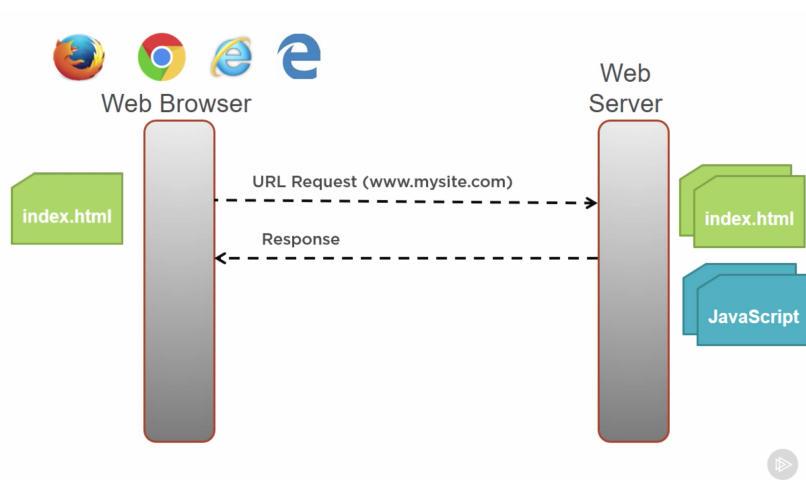 Web Browser
Web
Server
URL Request (www.mysite.com)
index.html
index.html
Response
JavaScript